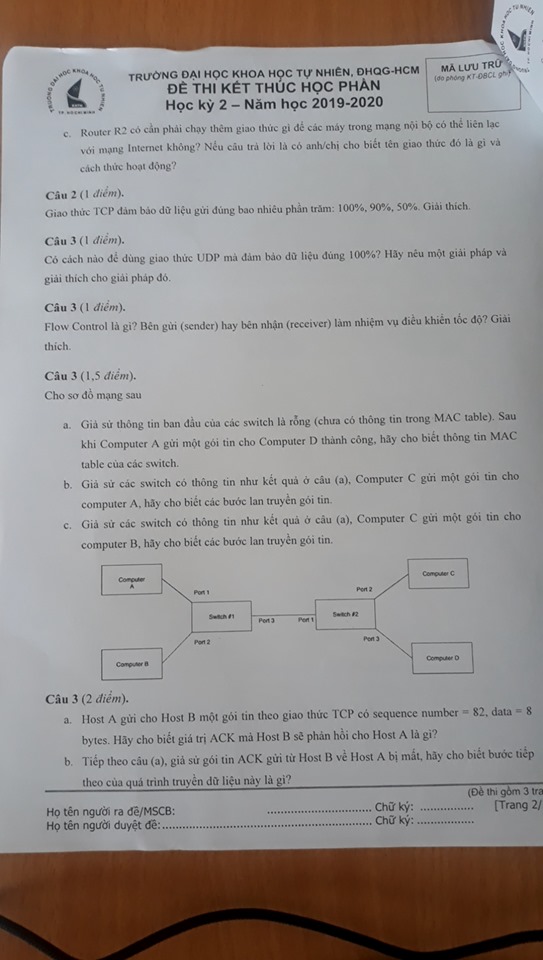 TRƯỜNG ĐẠI HỌC KHOA HỌC TỰ NHIÊN, ĐHQG-HCM
ĐỀ THI KẾT THÚC HỌC PHẦN
Học kỳ 2 – Năm học 2019-2020
MÃ LƯU TRỮ
(do phòng KT-ĐBCL ghi)
c. Router R2 có cần phải chạy thêm giao thức gì để các máy trong mạng nội bộ có thể liên lạc
với mạng Internet không? Nếu câu trả lời là có anh/chị cho biết tên giao thức đó là gì và
cách thức hoạt động?
Câu 2 (1 điểm).
Giao thức TCP đảm bảo dữ liệu gửi đúng bao nhiêu phần trăm: 100%, 90%, 50%. Giải thích.
Câu 3 (1 điểm).
Có cách nào để dùng giao thức UDP mà đảm bảo dữ liệu đúng 100%? Hãy nêu một giải pháp và
giải thích cho giải pháp đó.
Câu 3 (1 điểm).
Flow Control là gì? Bên gửi (sender) hay bên nhận (receiver) làm nhiệm vụ điều khiển tốc độ? Giải
thích.
Câu 3 (1,5 điểm).
Cho sơ đồ mạng sau
a. Giả sử thông tin ban đầu của các switch là rỗng (chưa có thông tin trong MAC table). Sau
khi Computer A gửi một gói tin cho Computer D thành công, hãy cho biết thông tin MAC
table của các switch.
b. Giả sử các switch có thông tin như kết quả ở câu (a), Computer C gửi một gói tin cho
computer A, hãy cho biết các bước lan truyền gói tin.
c. Giả sử các switch có thông tin như kết quả ở câu (a), Computer C gửi một gói tin cho
computer B, hãy cho biết các bước lan truyền gói tin.
Computer
A
Port 1
Port 2
Computer C
Switch #1
Port 3
Port 1
Switch #2
Port 2
Port 3
Computer B
Computer D
Câu 3 (2 điểm).
a. Host A gửi cho Host B một gói tin theo giao thức TCP có sequence number = 82, data = 8
bytes. Hãy cho biết giá trị ACK mà Host B sẽ phản hồi cho Host A là gì?
b. Tiếp theo câu (a), giả sử gói tin ACK gửi từ Host B về Host A bị mất, hãy cho biết bước tiếp
theo của quá trình truyền dữ liệu này là gì?
(Đề thi gồm 3 tra
Họ tên người ra đề/MSCB: ............................ Chữ ký: ..............
[Trang 2/
Họ tên người duyệt đề:...................................................... Chữ ký: ..............